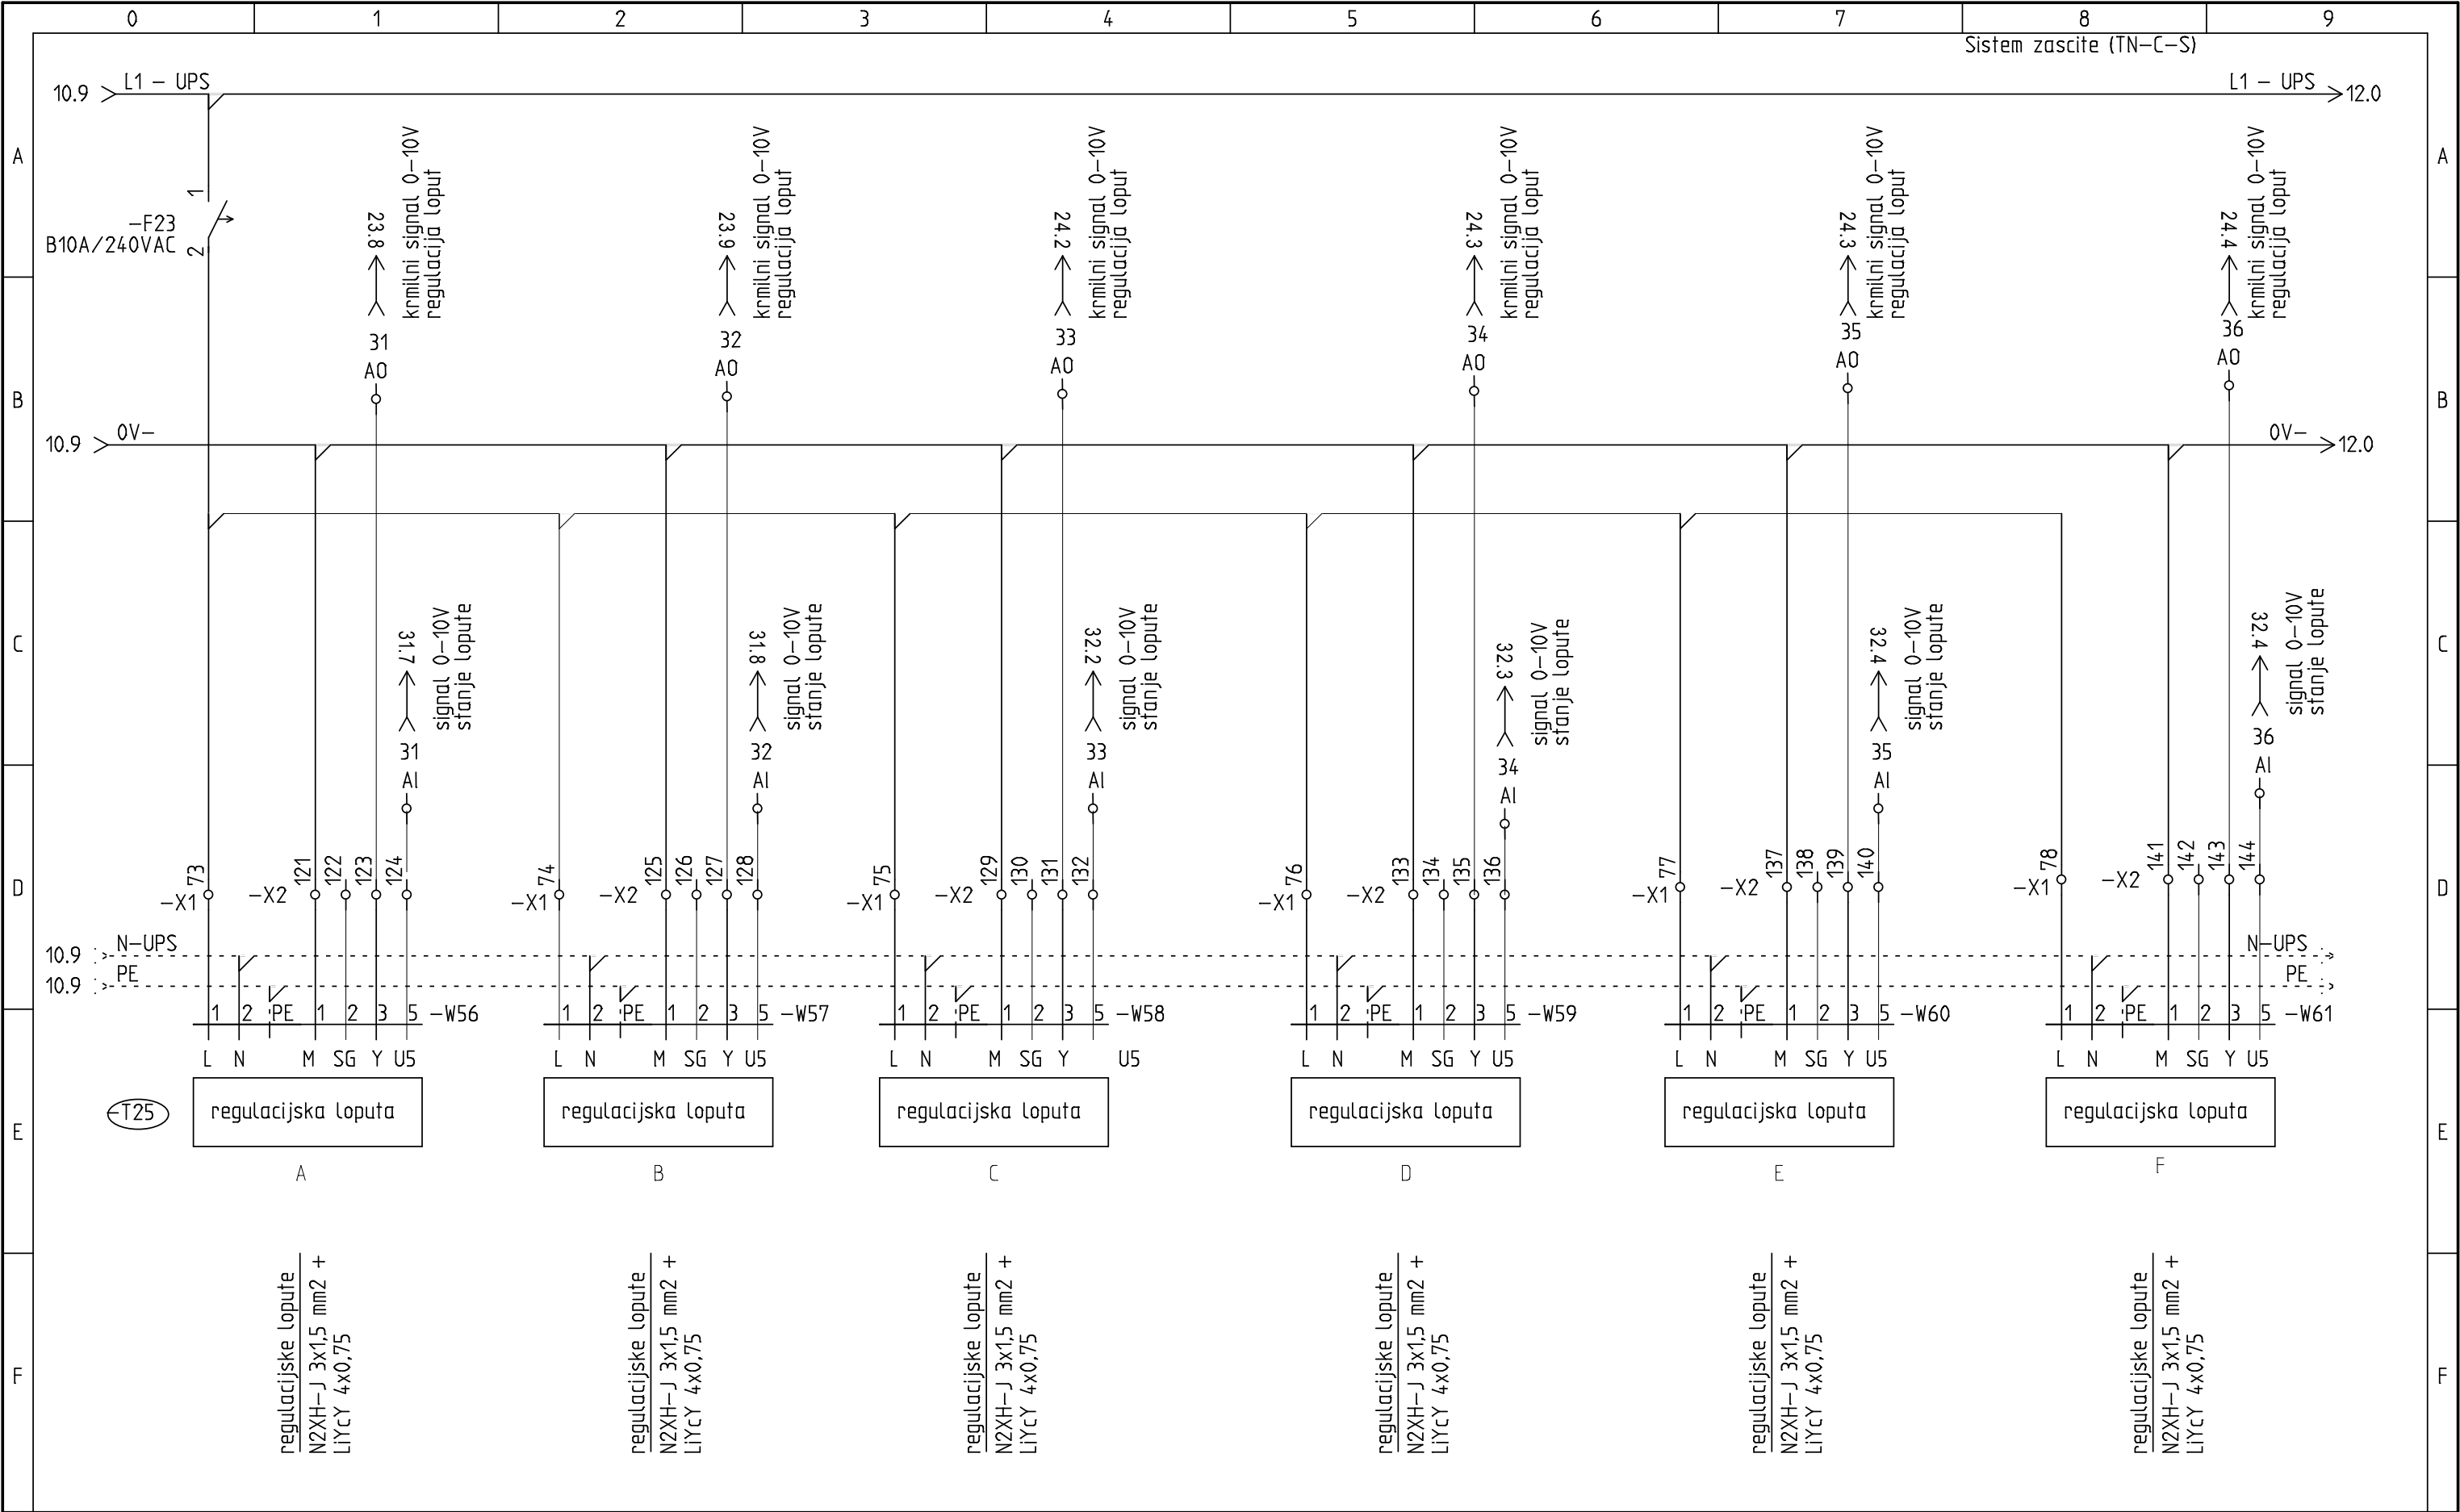 0 1 2 3 4 5 6 7 8 9
Sistem zascite (TN-C-S)
10.9 L1 - UPS L1 - UPS 12.0
A A
-F23
B10A/240VAC
1
2
23.8
krmilni signal 0-10V
regulacija loput
31
AO
23.9
krmilni signal 0-10V
regulacija loput
32
AO
24.2
krmilni signal 0-10V
regulacija loput
33
AO
24.3
krmilni signal 0-10V
regulacija loput
34
AO
24.3
krmilni signal 0-10V
regulacija loput
35
AO
24.4
krmilni signal 0-10V
regulacija loput
36
AO
B B
10.9 0V- 0V- 12.0
C C
31.7
signal 0-10V
stanje lopute
31
AI
31.8
signal 0-10V
stanje lopute
32
AI
32.2
signal 0-10V
stanje lopute
33
AI
32.3
signal 0-10V
stanje lopute
34
AI
32.4
signal 0-10V
stanje lopute
35
AI
32.4
signal 0-10V
stanje lopute
36
AI
D D
-X1 73 -X2 121 122 123 124
-X1 74 -X2 125 126 127 128
-X1 75 -X2 129 130 131 132
-X1 76 -X2 133 134 135 136
-X1 77 -X2 137 138 139 140
-X1 78 -X2 141 142 143 144
10.9 N-UPS N-UPS
10.9 PE PE
1 2 PE 1 2 3 5 -W56
1 2 PE 1 2 3 5 -W57
1 2 PE 1 2 3 5 -W58
1 2 PE 1 2 3 5 -W59
1 2 PE 1 2 3 5 -W60
1 2 PE 1 2 3 5 -W61
L N M SG Y U5
L N M SG Y U5
L N M SG Y U5
L N M SG Y U5
L N M SG Y U5
L N M SG Y U5
E E
-T25
regulacijska loputa
regulacijska loputa
regulacijska loputa
regulacijska loputa
regulacijska loputa
regulacijska loputa
A B C D E F
F F
regulacijske lopute
N2XH-J 3x1,5 mm2 +
LiYcY 4x0,75
regulacijske lopute
N2XH-J 3x1,5 mm2 +
LiYcY 4x0,75
regulacijske lopute
N2XH-J 3x1,5 mm2 +
LiYcY 4x0,75
regulacijske lopute
N2XH-J 3x1,5 mm2 +
LiYcY 4x0,75
regulacijske lopute
N2XH-J 3x1,5 mm2 +
LiYcY 4x0,75
regulacijske lopute
N2XH-J 3x1,5 mm2 +
LiYcY 4x0,75